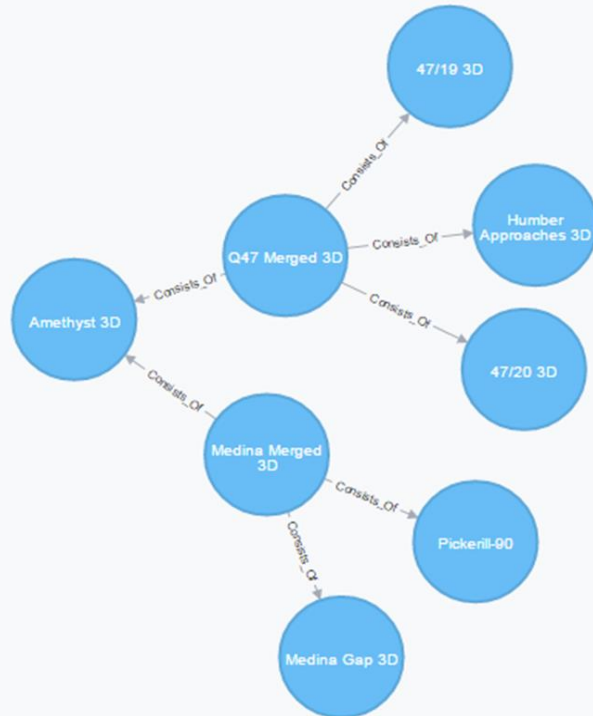 47/19 3D
Consists_Of
Humber
Approaches 3D
Consists_Of
Q47 Merged 3D
Consists_Of
Amethyst 3D
Consists_Of
47/20 3D
Consists_Of
Medina Merged
3D
Consists_Of
Pickerill-90
Consists_Of
Medina Gap 3D